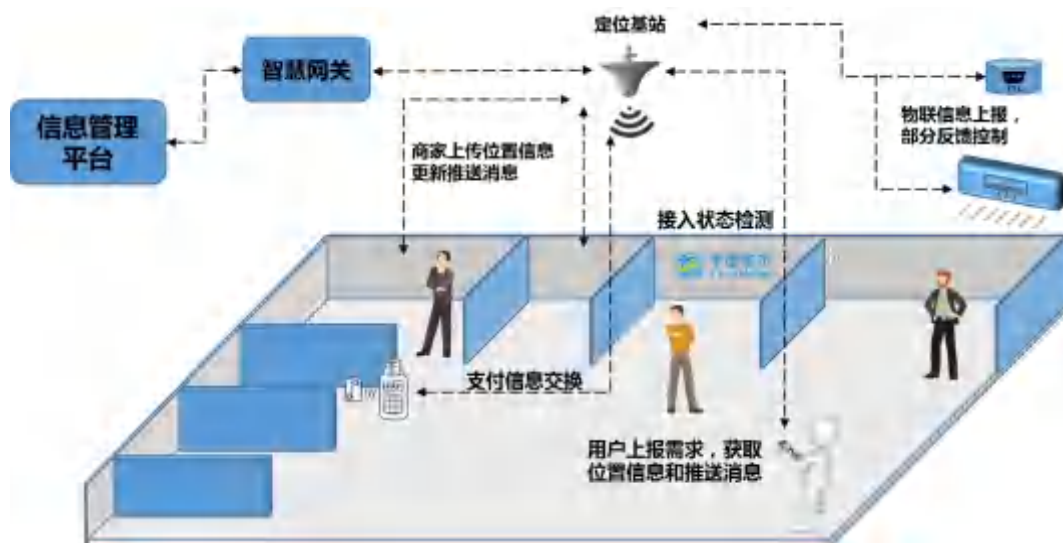 定位基站
智慧网关
信息管理
平台
物联信息上报，
部分反馈控制
商家上传位置信息
更新推送消息
接入状态检测
支付信息交换
用户上报需求，获取
位置信息和推送消息